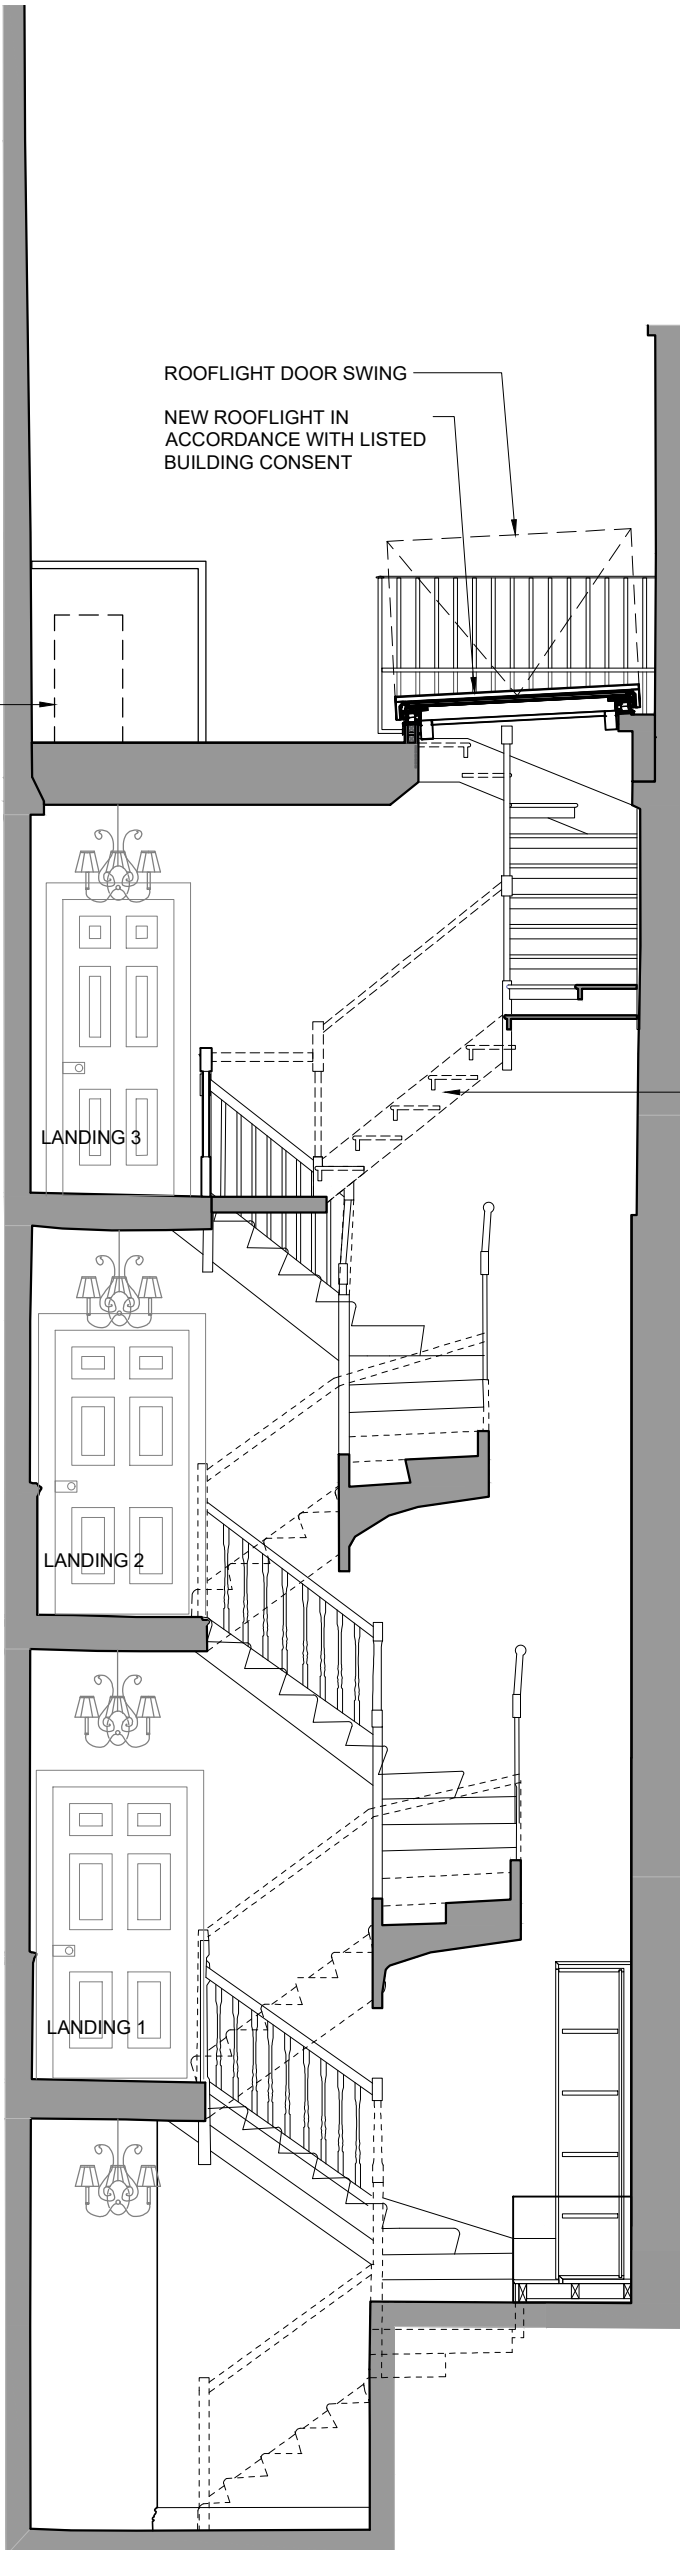 ROOFLIGHT DOOR SWING
NEW ROOFLIGHT IN
ACCORDANCE WITH LISTED
BUILDING CONSENT
LANDING 3
LANDING 2
LANDING 1